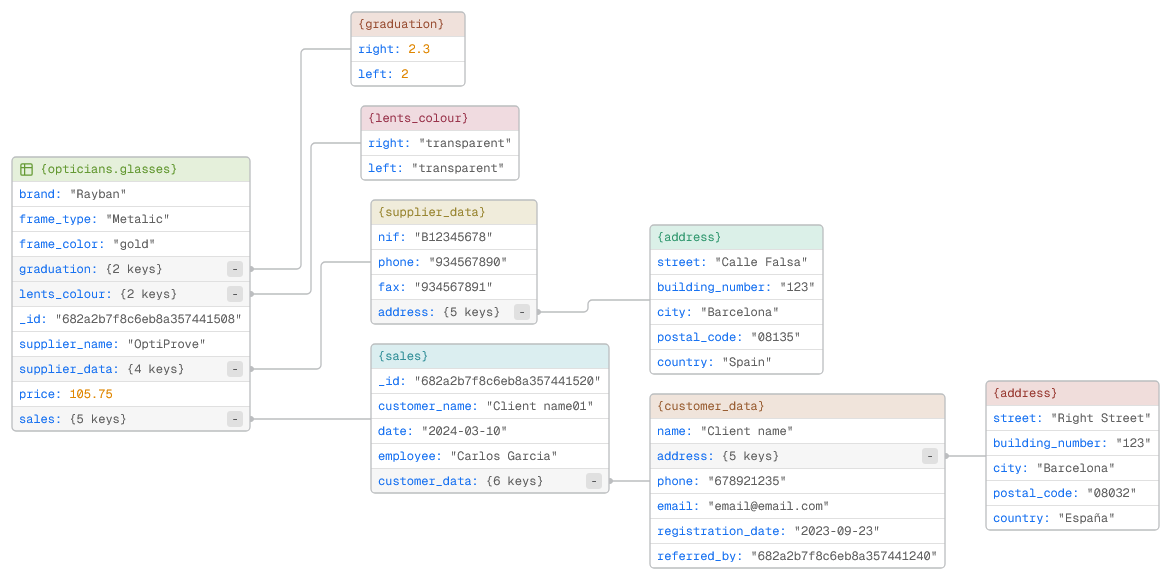 {graduation}
right: 2.3
left: 2
{lents_colour}
right: "transparent"
left: "transparent"
{opticians.glasses}
brand: "Rayban"
frame_type: "Metalic"
frame_color: "gold"
graduation: {2 keys} -
lents_colour: {2 keys} -
_id: "682a2b7f8c6eb8a357441508"
supplier_name: "OptiProve"
supplier_data: {4 keys} -
price: 105.75
sales: {5 keys} -
{supplier_data}
nif: "B12345678"
phone: "934567890"
fax: "934567891"
address: {5 keys} -
{address}
street: "Calle Falsa"
building_number: "123"
city: "Barcelona"
postal_code: "08135"
country: "Spain"
{sales}
_id: "682a2b7f8c6eb8a357441520"
customer_name: "Client name01"
date: "2024-03-10"
employee: "Carlos Garcia"
customer_data: {6 keys} -
{customer_data}
name: "Client name"
address: {5 keys} -
phone: "678921235"
email: "email@email.com"
registration_date: "2023-09-23"
referred_by: "682a2b7f8c6eb8a357441240"
{address}
street: "Right Street"
building_number: "123"
city: "Barcelona"
postal_code: "08032"
country: "España"